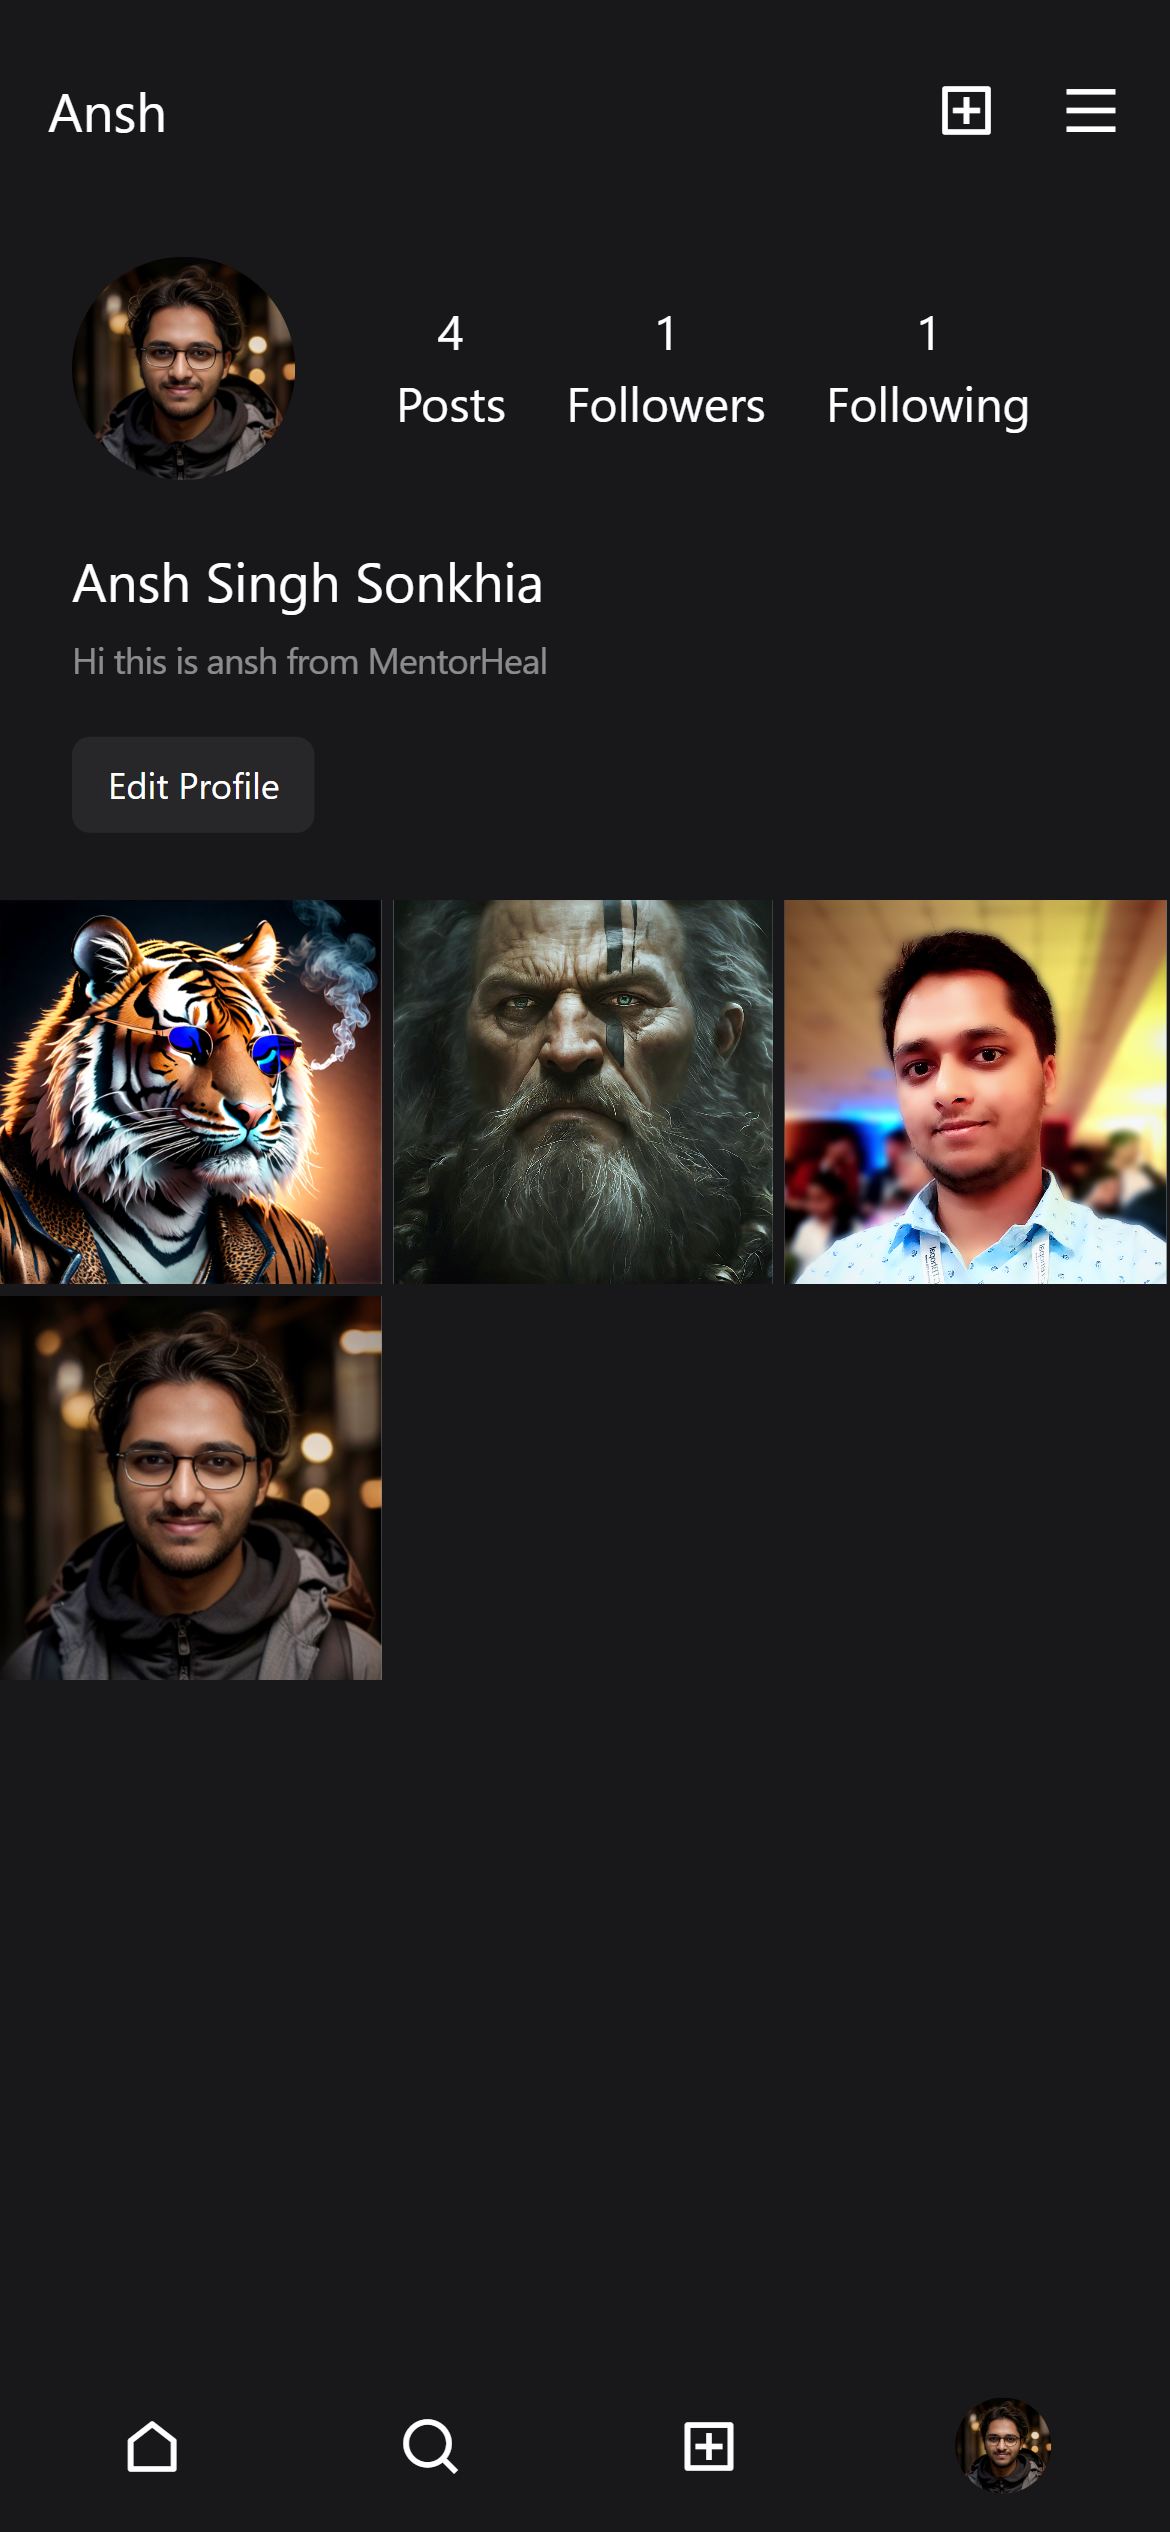 Ansh
4 1 1
Posts Followers Following
Ansh Singh Sonkhia
Hi this is ansh from MentorHeal
Edit Profile